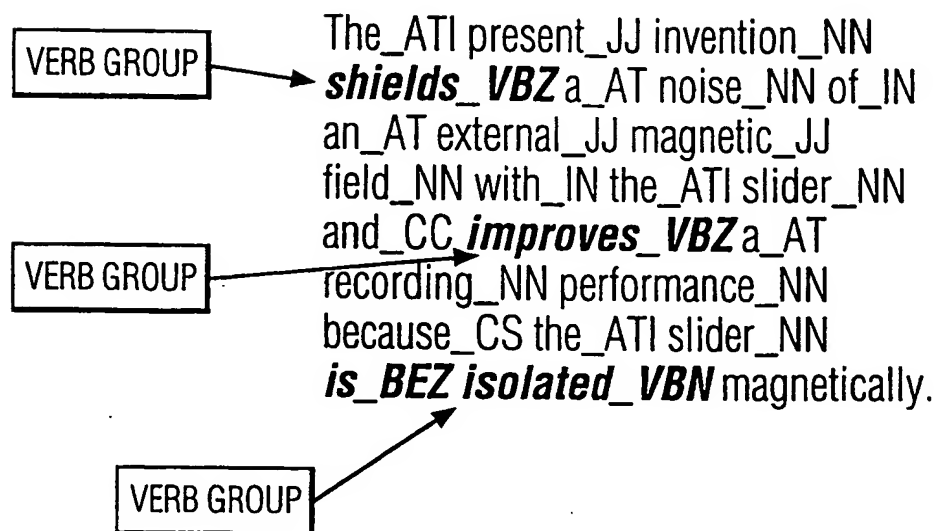 The_ATI present_JJ invention_NN
VERB GROUP
shields_VBZ a_AT noise_NN of_IN
an_AT external_JJ magnetic_JJ
field_NN with_IN the_ATI slider_NN
and_CC improves_VBZ a_AT
VERB GROUP
recording_NN performance_NN
because_CS the_ATI slider_NN
is_BEZ isolated_VBN magnetically.
VERB GROUP